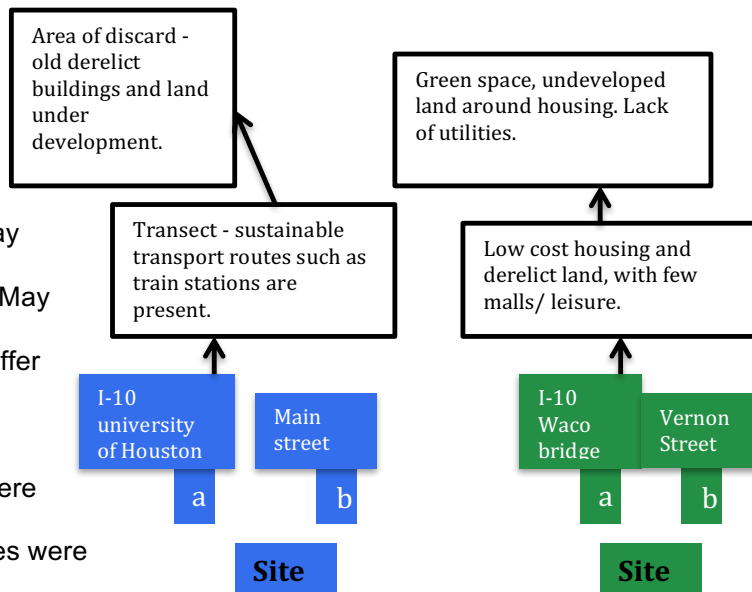 Area of discard -
old derelict
buildings and land
under
development.
Green space, undeveloped
land around housing. Lack
of utilities.
Transect - sustainable
transport routes such as
train stations are
present.
Low cost housing and
derelict land, with few
malls/ leisure.
May
ere
es were
I-10
university
of Houston
Main
street
I-10
Waco
bridge
Vernon
Street
a
b
a
b
Site
Site